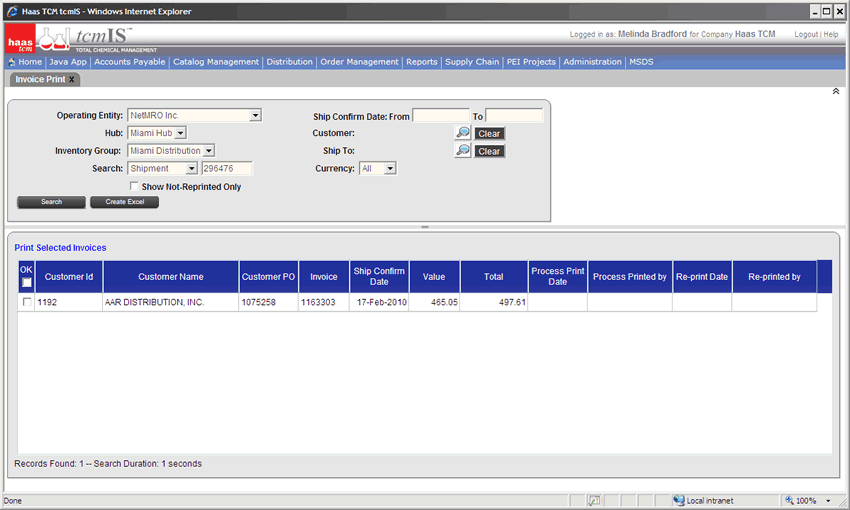 Haas TCM tcmIS - Windows Internet Explorer
haas tcm
tcmIS™
TOTAL CHEMICAL MANAGEMENT
Logged in as: Melinda Bradford for Company Haas TCM
Logout | Help
Home | Java App | Accounts Payable | Catalog Management | Distribution | Order Management | Reports | Supply Chain | PEI Projects | Administration | MSDS
Invoice Print X
Operating Entity: NetMRO Inc.
Ship Confirm Date: From To
Hub: Miami Hub
Customer: Clear
Inventory Group: Miami Distribution
Ship To: Clear
Search: Shipment 296476
Currency: All
Show Not-Reprinted Only
Search Create Excel
Print Selected Invoices
OK Customer Id Customer Name Customer PO Invoice Ship Confirm Date Value Total Process Print Date Process Printed by Re-print Date Re-printed by
1192 AAR DISTRIBUTION, INC. 1075258 1163303 17-Feb-2010 465.05 497.61
Records Found: 1 -- Search Duration: 1 seconds
Done
Local intranet
100%